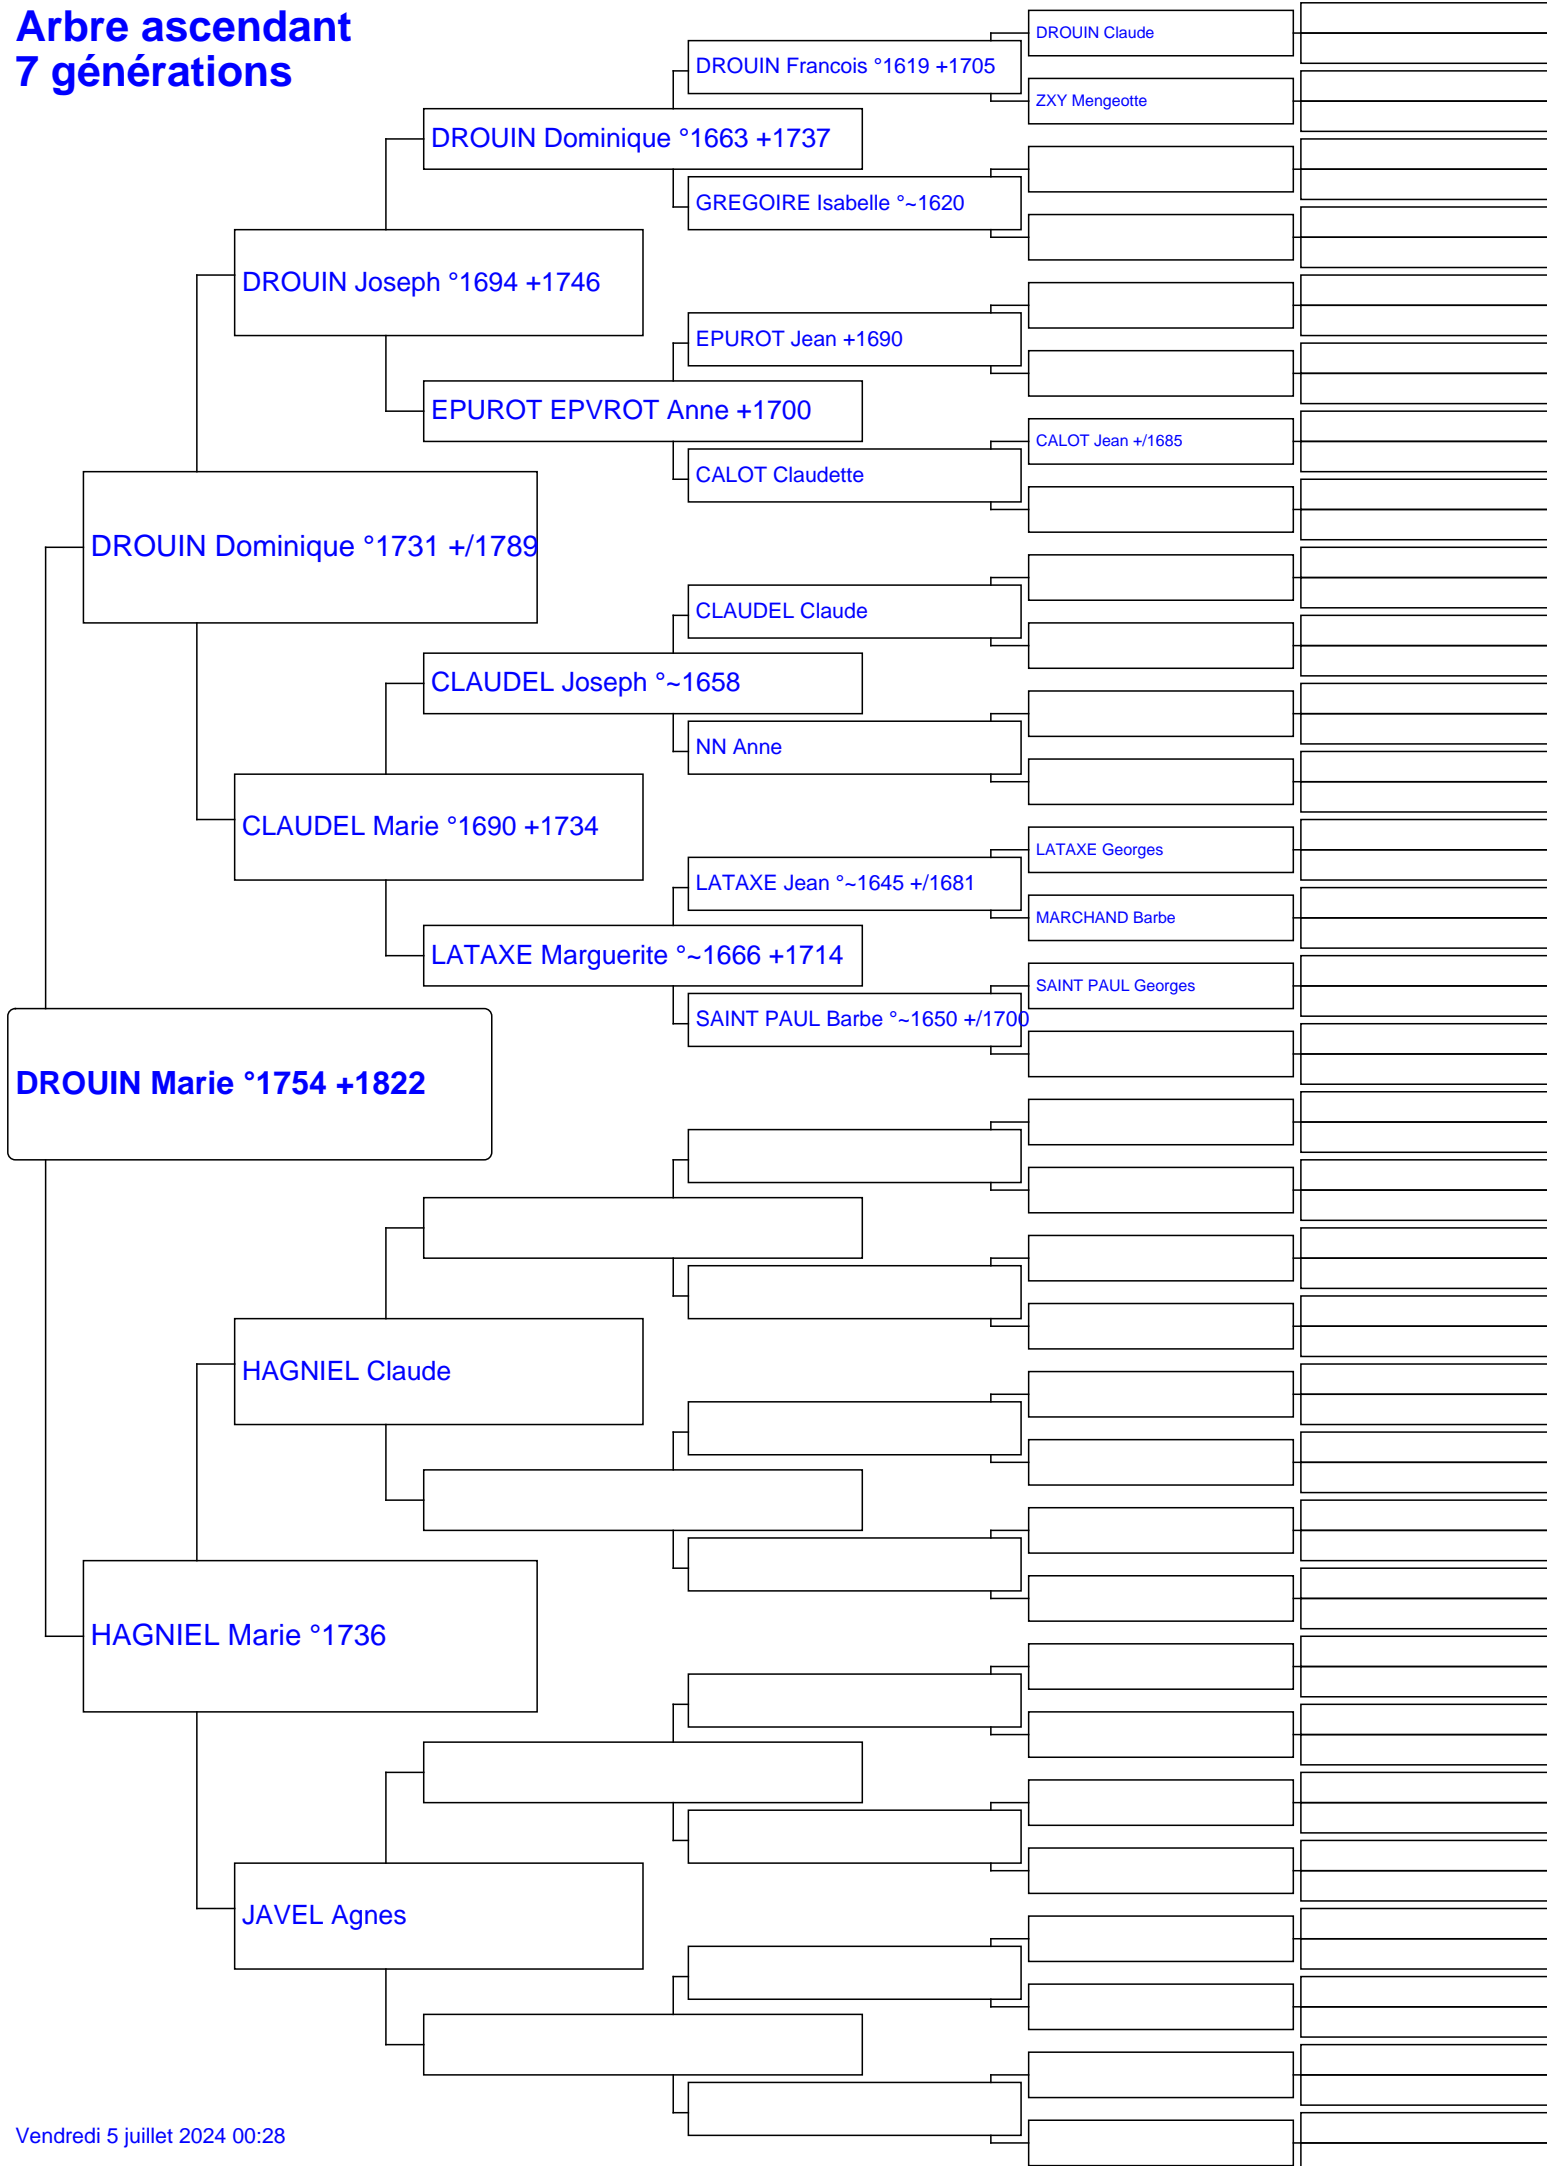 Arbre ascendant
7 générations
DROUIN Claude
DROUIN Francois °1619 +1705
ZXY Mengeotte
DROUIN Dominique °1663 +1737
GREGOIRE Isabelle °~1620
DROUIN Joseph °1694 +1746
EPUROT Jean +1690
EPUROT EPVROT Anne +1700
CALOT Jean +/1685
CALOT Claudette
DROUIN Dominique °1731 +/1789
CLAUDEL Claude
CLAUDEL Joseph °~1658
NN Anne
CLAUDEL Marie °1690 +1734
LATAXE Georges
LATAXE Jean °~1645 +/1681
MARCHAND Barbe
LATAXE Marguerite °~1666 +1714
SAINT PAUL Georges
SAINT PAUL Barbe °~1650 +/1700
DROUIN Marie °1754 +1822
HAGNIEL Claude
HAGNIEL Marie °1736
JAVEL Agnes
Vendredi 5 juillet 2024 00:28